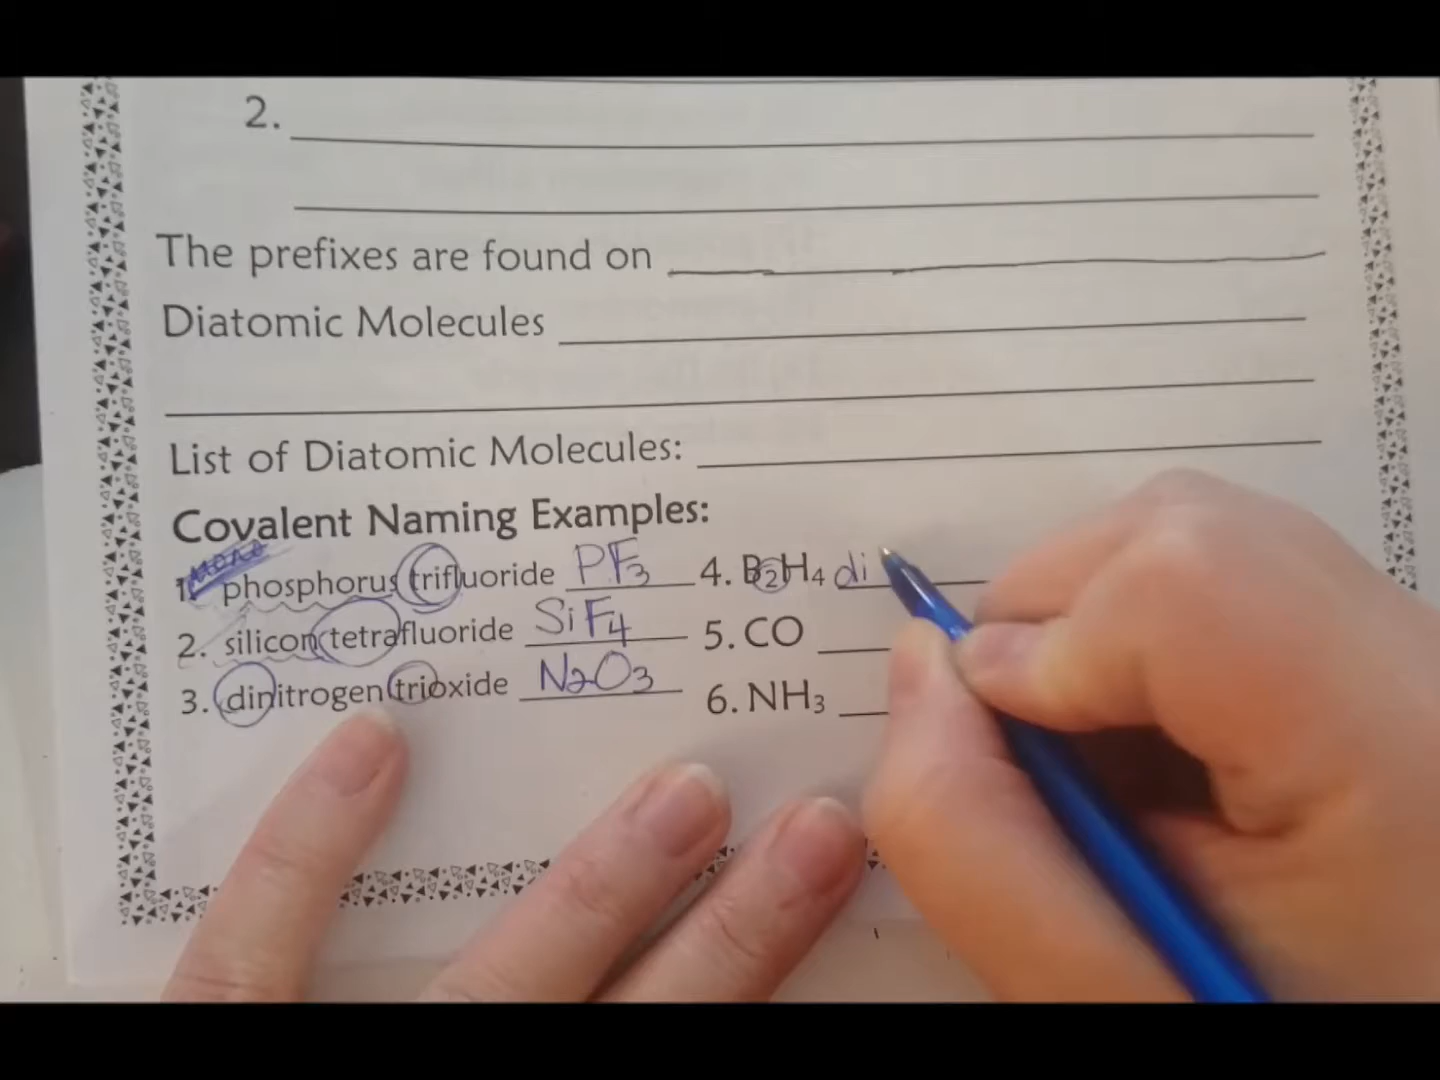 2.
The prefixes are found on
Diatomic Molecules
List of Diatomic Molecules:
Covalent Naming Examples:
mono
1. phosphorus trifluoride PF3 4. B2H4 di
2. silicon tetrafluoride SiF4 5. CO
3. dinitrogen trioxide N2O3 6. NH3